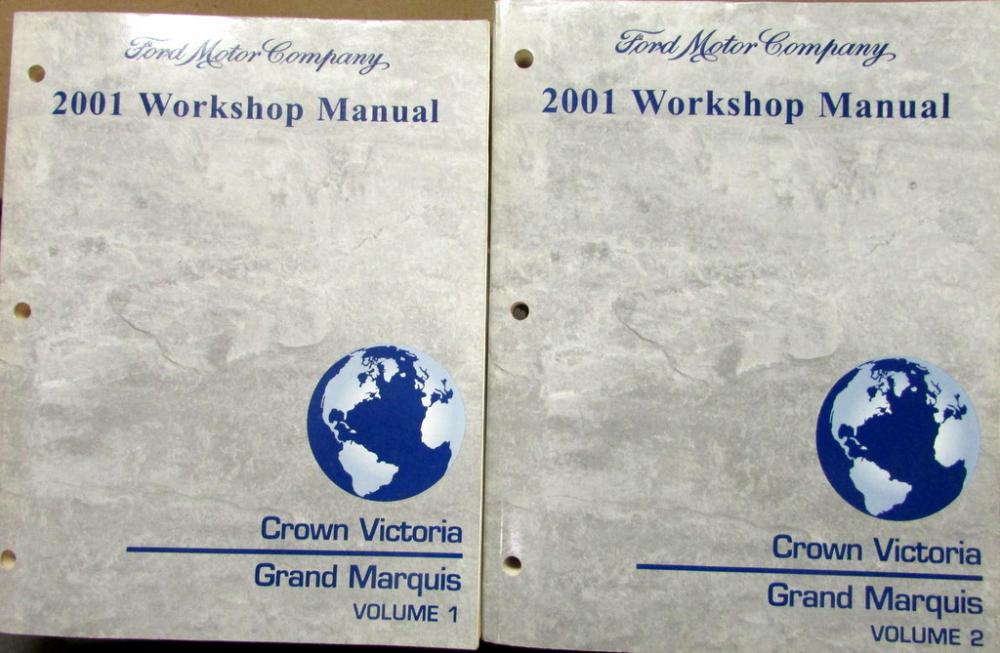 Ford Motor Company
2001 Workshop Manual
Crown Victoria
Grand Marquis
VOLUME 1
Ford Motor Company
2001 Workshop Manual
Crown Victoria
Grand Marquis
VOLUME 2